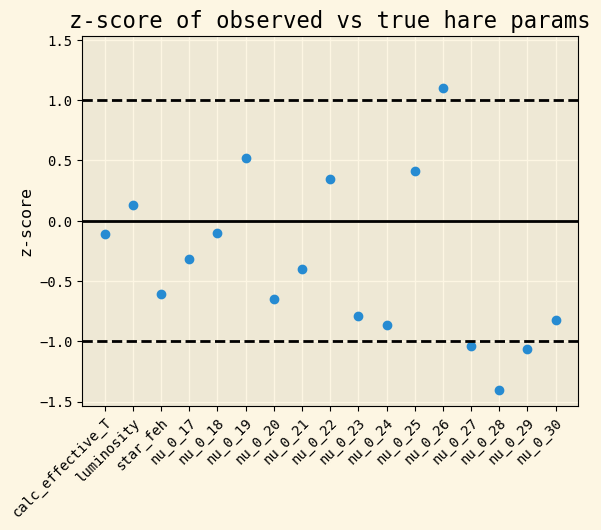 z-score of observed vs true hare params
1.5
1.0
0.5
0.0
−0.5
−1.0
−1.5
z-score
calc_effective_T
luminosity
star_feh
nu_0_17
nu_0_18
nu_0_19
nu_0_20
nu_0_21
nu_0_22
nu_0_23
nu_0_24
nu_0_25
nu_0_26
nu_0_27
nu_0_28
nu_0_29
nu_0_30